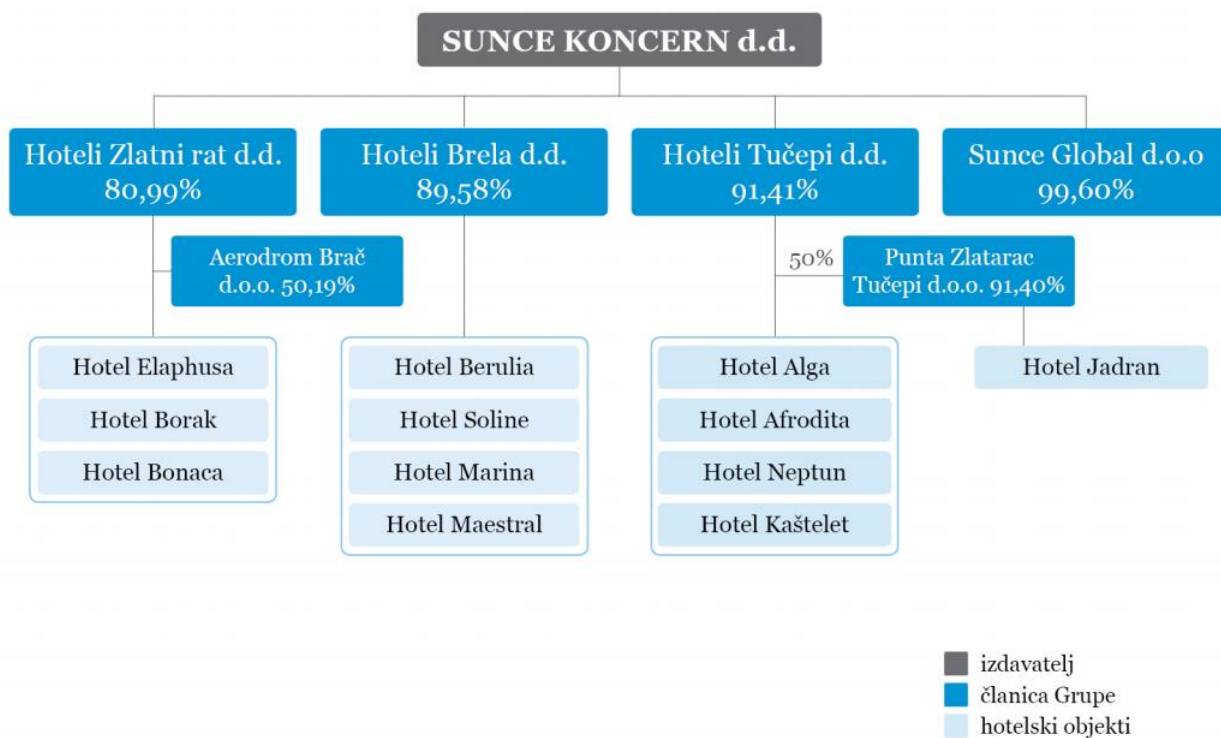 SUNCE KONCERN d.d.
Hoteli Zlatni rat d.d.
80,99%
Hoteli Brela d.d.
89,58%
Hoteli Tučepi d.d.
91,41%
Sunce Global d.o.o
99,60%
Aerodrom Brač
d.o.o. 50,19%
50%
Punta Zlatarac
Tučepi d.o.o. 91,40%
Hotel Elaphusa
Hotel Borak
Hotel Bonaca
Hotel Berulia
Hotel Soline
Hotel Marina
Hotel Maestral
Hotel Alga
Hotel Afrodita
Hotel Neptun
Hotel Kaštelet
Hotel Jadran
izdavatelj
članica Grupe
hotelski objekti